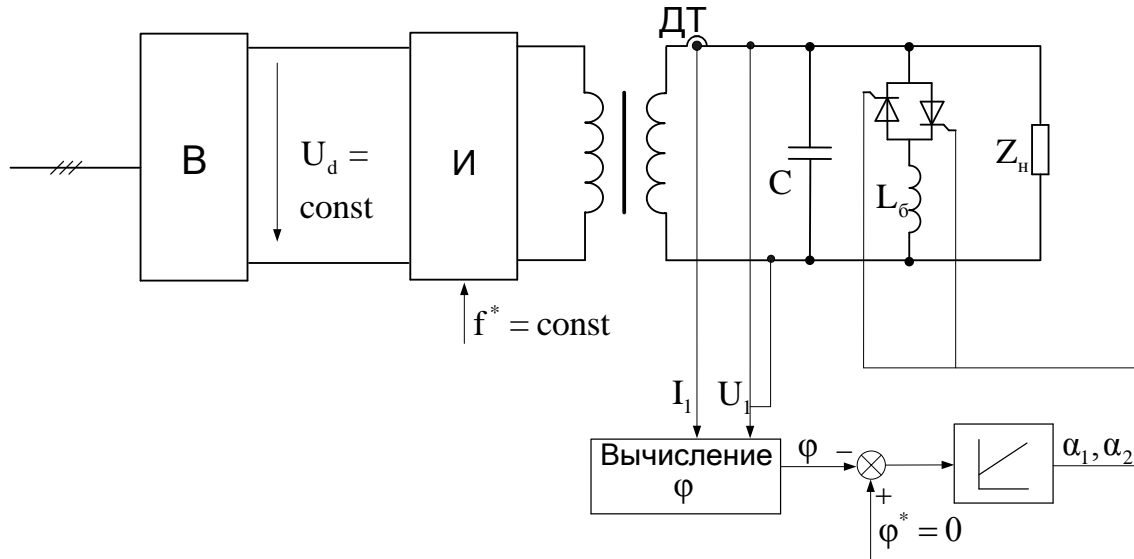 ДТ
В
U_d =
const
И
C
L_б
Z_н
f^* = const
I_1
U_1
Вычисление
φ
φ
−
+
φ^* = 0
α_1, α_2